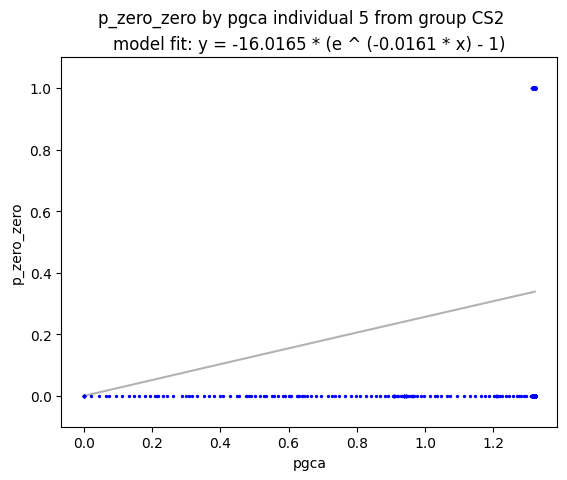 p_zero_zero by pgca individual 5 from group CS2
model fit: y = -16.0165 * (e ^ (-0.0161 * x) - 1)
1.0
0.8
0.6
0.4
0.2
0.0
p_zero_zero
0.0 0.2 0.4 0.6 0.8 1.0 1.2
pgca